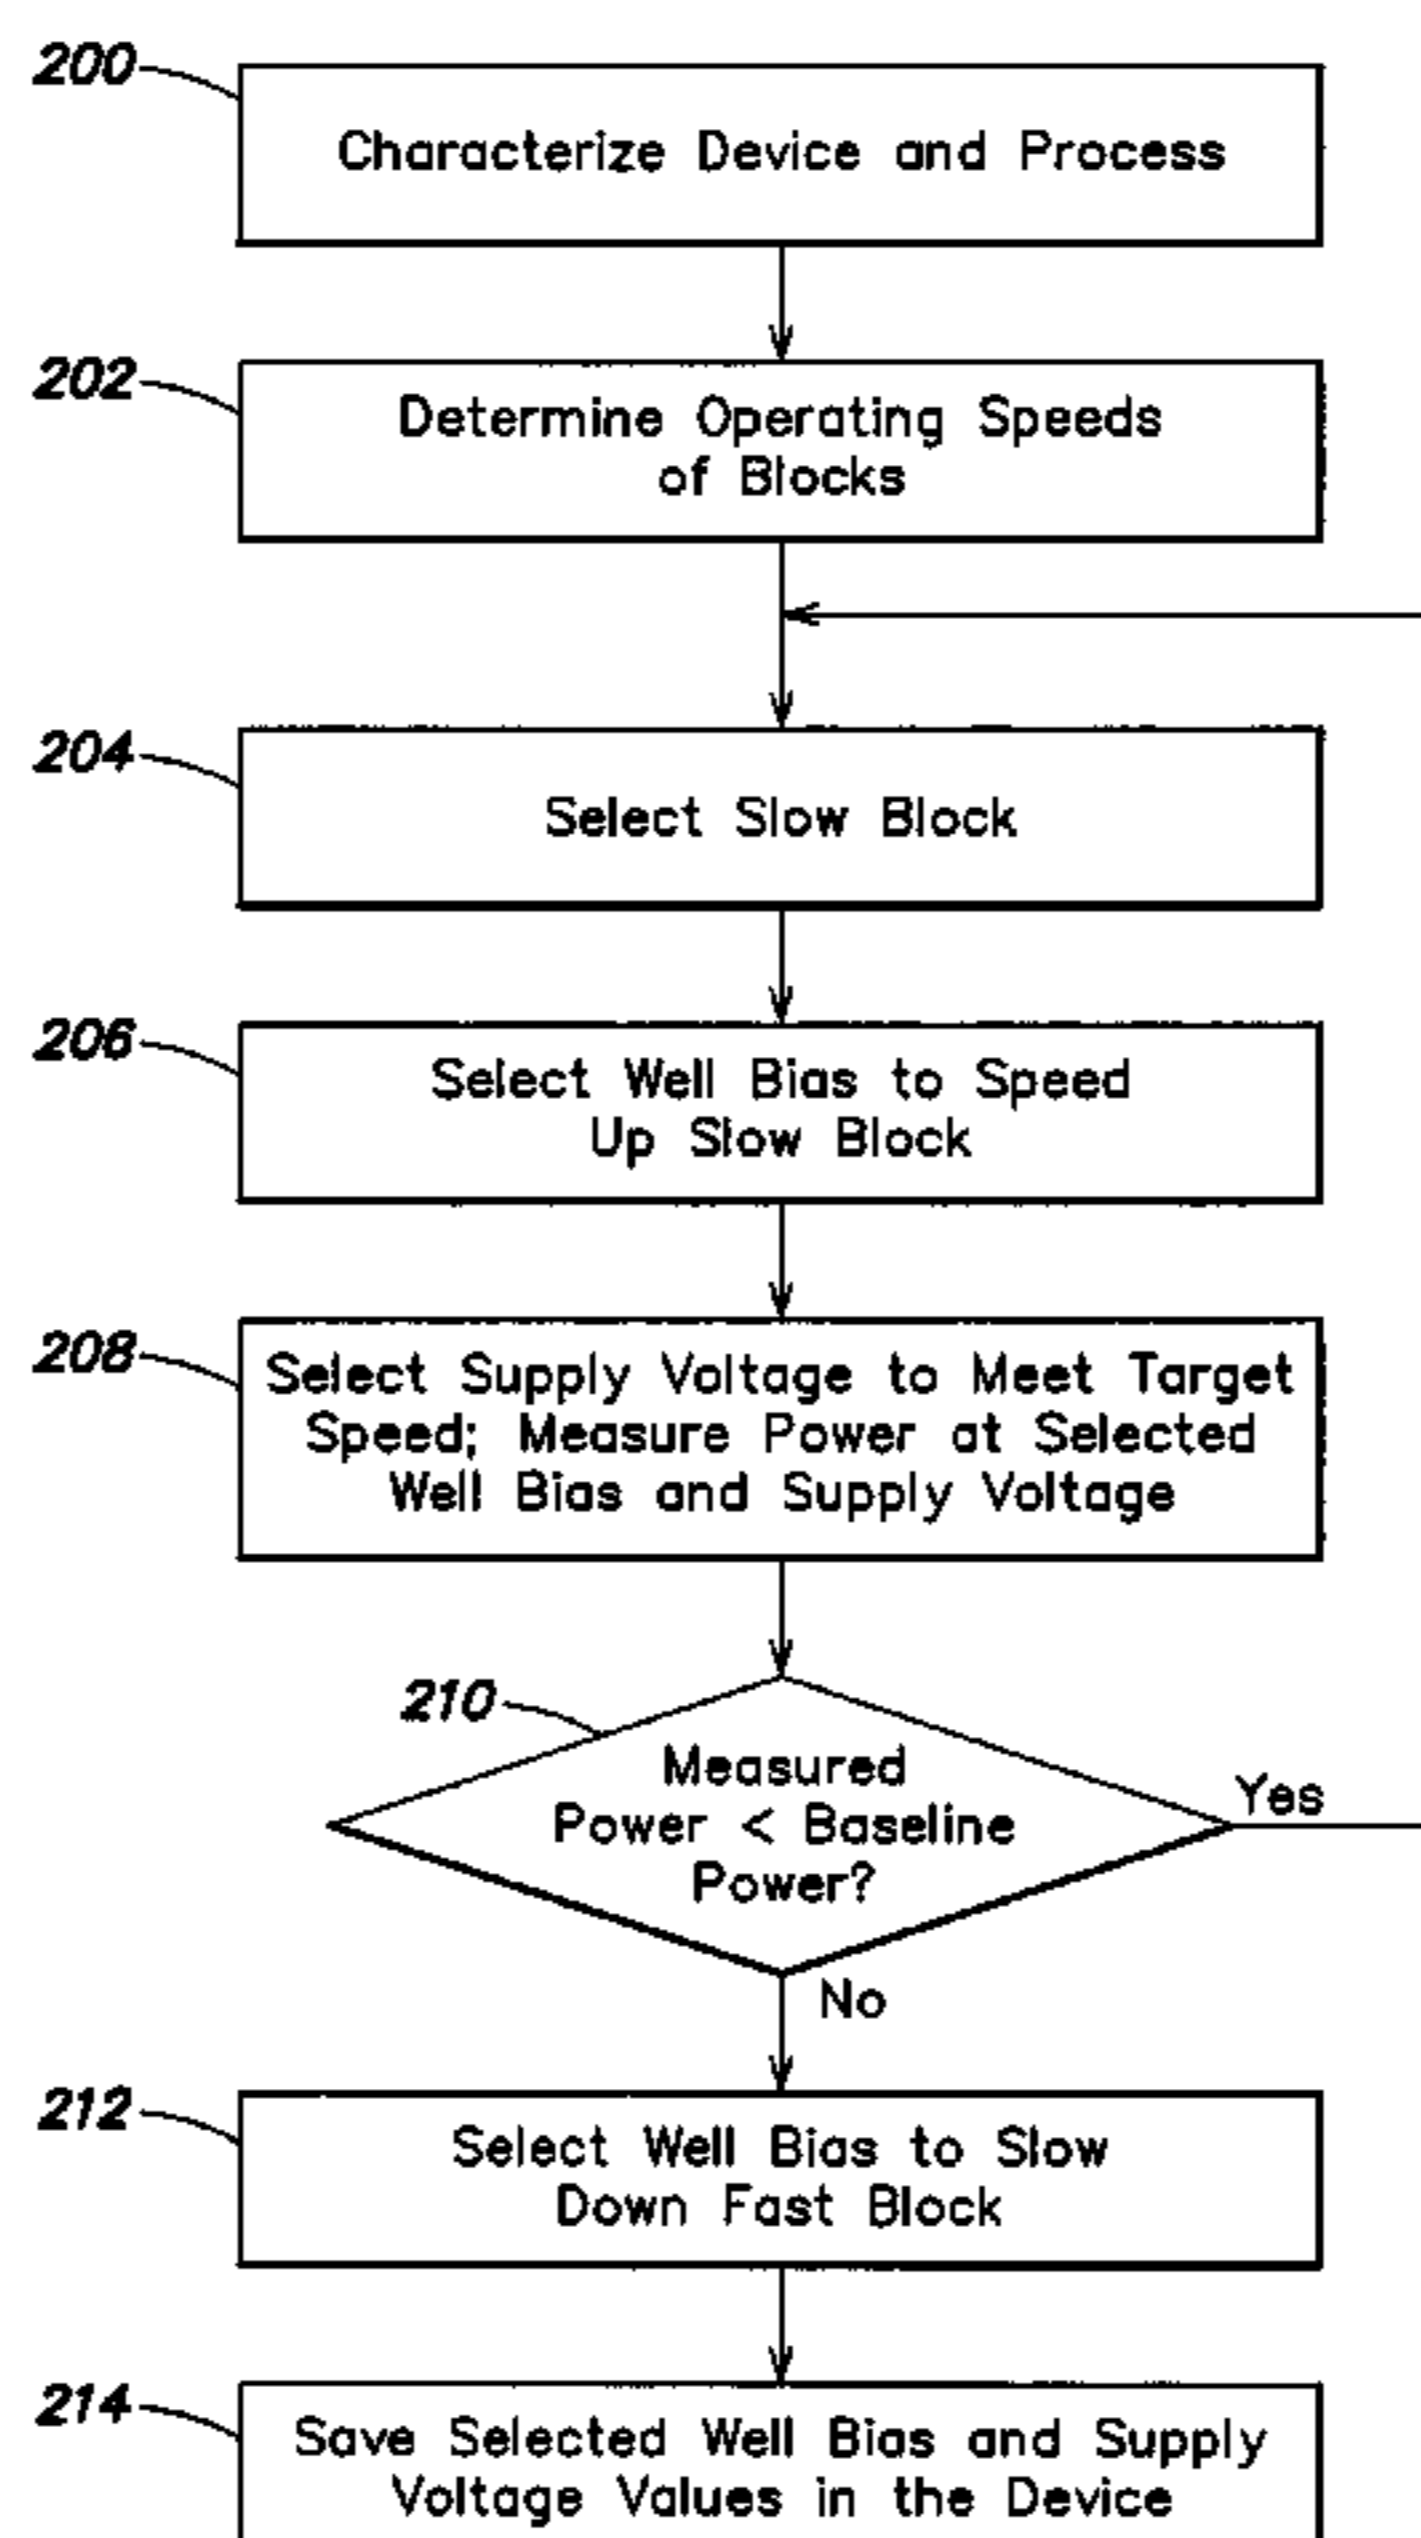 200
Characterize Device and Process
202
Determine Operating Speeds
of Blocks
204
Select Slow Block
206
Select Well Bias to Speed
Up Slow Block
208
Select Supply Voltage to Meet Target
Speed; Measure Power at Selected
Well Bias and Supply Voltage
210
Measured
Power < Baseline
Power?
Yes
No
212
Select Well Bias to Slow
Down Fast Block
214
Save Selected Well Bias and Supply
Voltage Values in the Device